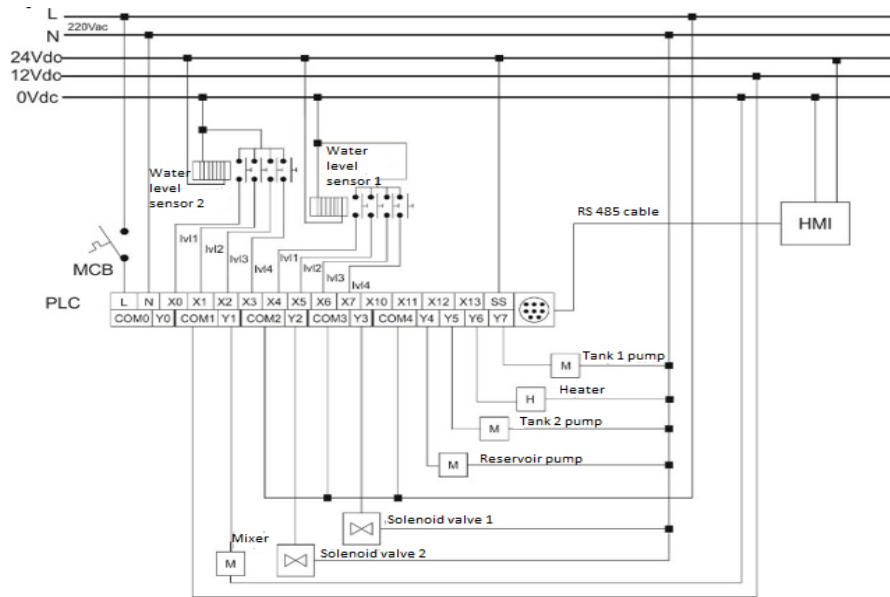 L
220Vac
N
24Vdc
12Vdc
0Vdc
Water
level
sensor 2
Water
level
sensor 1
RS 485 cable
HMI
MCB
lvl1
lvl2
lvl3
lvl4
lvl1
lvl2
lvl3
lvl4
PLC
L N X0 X1 X2 X3 X4 X5 X6 X7 X10 X11 X12 X13 SS
COM0 Y0 COM1 Y1 COM2 Y2 COM3 Y3 COM4 Y4 Y5 Y6 Y7
M Tank 1 pump
H Heater
M Tank 2 pump
M Reservoir pump
Solenoid valve 1
Mixer
M
Solenoid valve 2